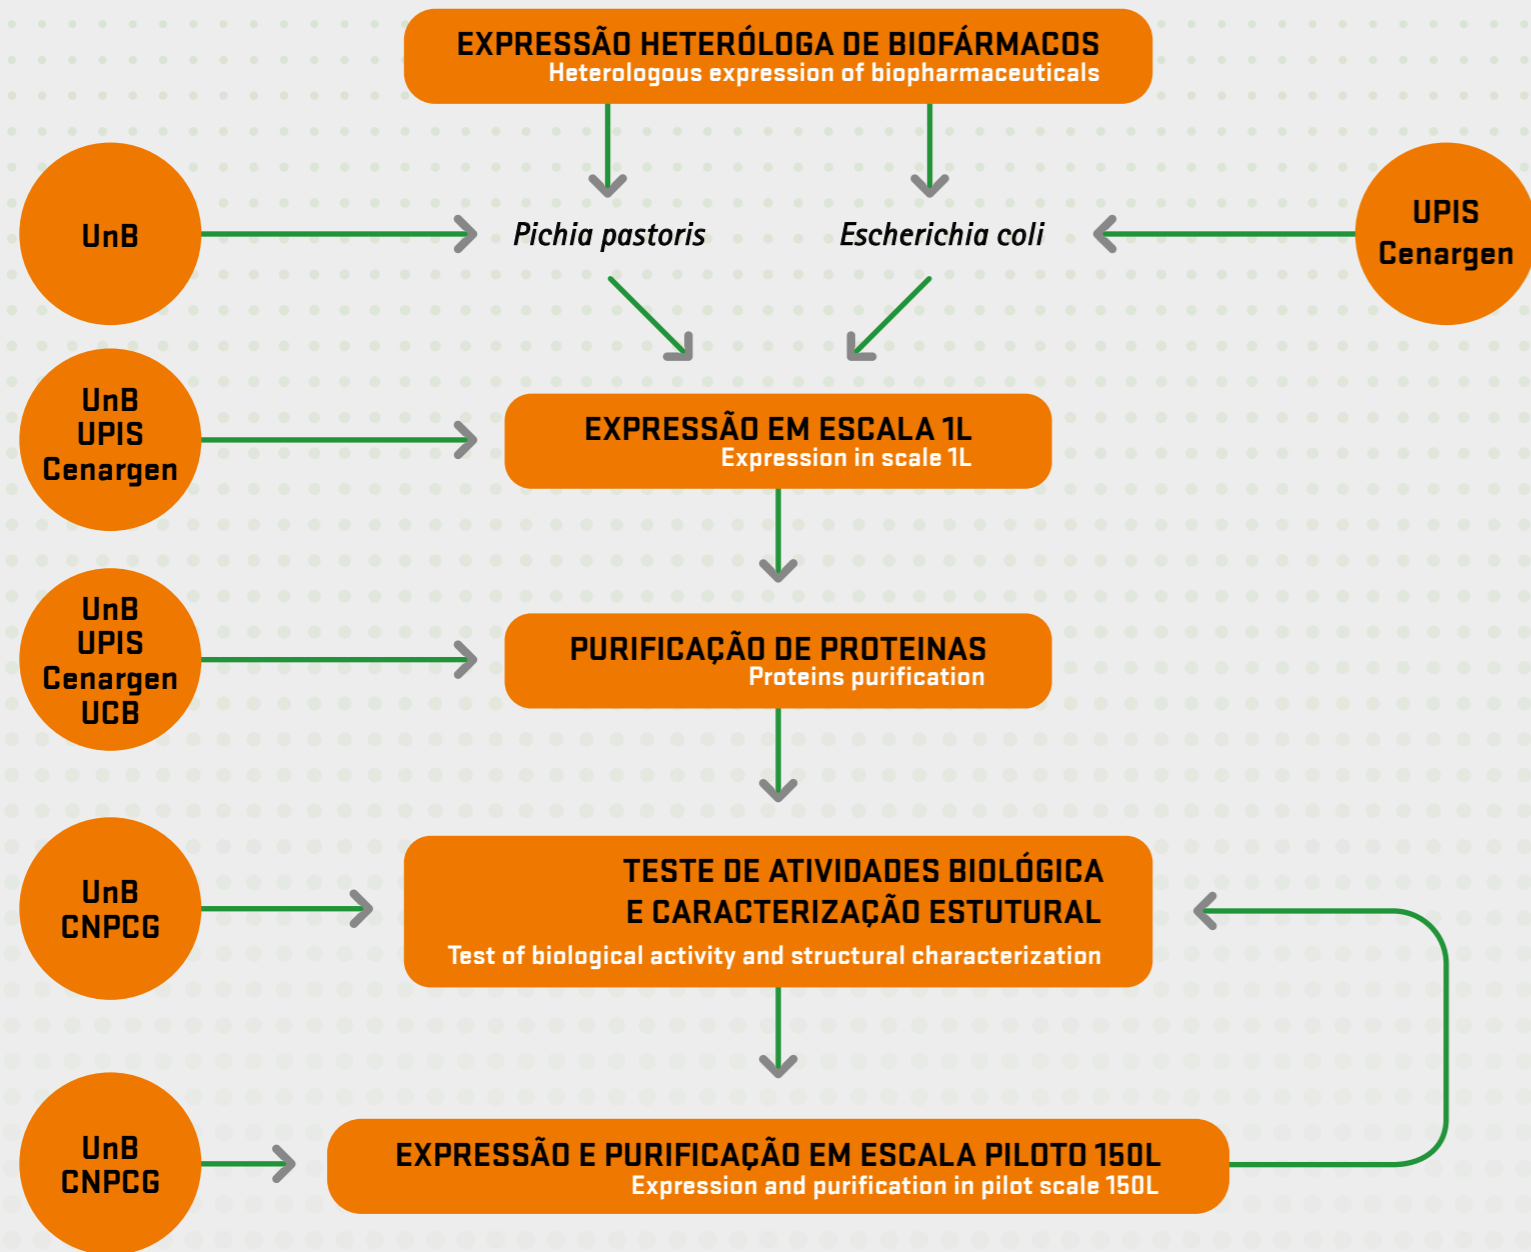 EXPRESSÃO HETERÓLOGA DE BIOFÁRMACOS
Heterologous expression of biopharmaceuticals
UnB
Pichia pastoris
Escherichia coli
UPIS
Cenargen
UnB
UPIS
Cenargen
EXPRESSÃO EM ESCALA 1L
Expression in scale 1L
UnB
UPIS
Cenargen
UCB
PURIFICAÇÃO DE PROTEINAS
Proteins purification
UnB
CNPCG
TESTE DE ATIVIDADES BIOLÓGICA
E CARACTERIZAÇÃO ESTUTURAL
Test of biological activity and structural characterization
UnB
CNPCG
EXPRESSÃO E PURIFICAÇÃO EM ESCALA PILOTO 150L
Expression and purification in pilot scale 150L